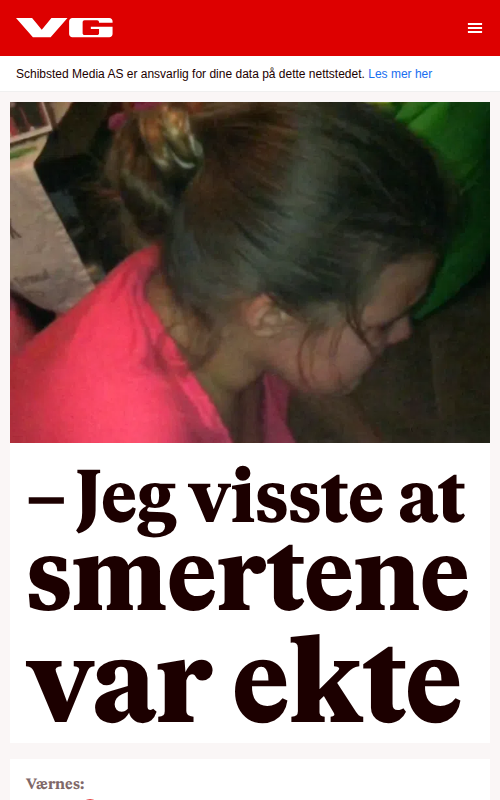 VG
Schibsted Media AS er ansvarlig for dine data på dette nettstedet. Les mer her
– Jeg visste at
smertene
var ekte
Værnes: